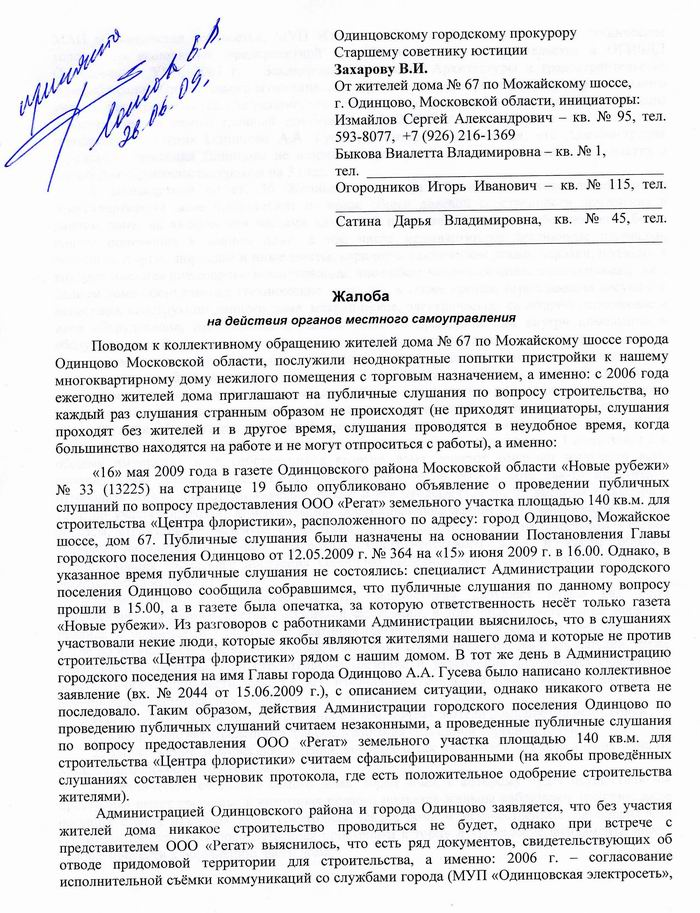 принята
26.06.09.
Одинцовскому городскому прокурору
Старшему советнику юстиции
Захарову В.И.
От жителей дома № 67 по Можайскому шоссе,
г. Одинцово, Московской области, инициаторы:
Измайлов Сергей Александрович – кв. № 95, тел.
593-8077, +7 (926) 216-1369
Быкова Виалетта Владимировна – кв. № 1,
тел.
Огородников Игорь Иванович – кв. № 115, тел.
Сатина Дарья Владимировна, кв. № 45, тел.
Жалоба
на действия органов местного самоуправления
Поводом к коллективному обращению жителей дома № 67 по Можайскому шоссе города
Одинцово Московской области, послужили неоднократные попытки пристройки к нашему
многоквартирному дому нежилого помещения с торговым назначением, а именно: с 2006 года
ежегодно жителей дома приглашают на публичные слушания по вопросу строительства, но
каждый раз слушания странным образом не происходят (не приходят инициаторы, слушания
проходят без жителей и в другое время, слушания проводятся в неудобное время, когда
большинство находятся на работе и не могут отпроситься с работы), а именно:
«16» мая 2009 года в газете Одинцовского района Московской области «Новые рубежи»
№ 33 (13225) на странице 19 было опубликовано объявление о проведении публичных
слушаний по вопросу предоставления ООО «Регат» земельного участка площадью 140 кв.м. для
строительства «Центра флористики», расположенного по адресу: город Одинцово, Можайское
шоссе, дом 67. Публичные слушания были назначены на основании Постановления Главы
городского поселения Одинцово от 12.05.2009 г. № 364 на «15» июня 2009 г. в 16.00. Однако, в
указанное время публичные слушания не состоялись: специалист Администрации городского
поселения Одинцово сообщила собравшимся, что публичные слушания по данному вопросу
прошли в 15.00, а в газете была опечатка, за которую ответственность несёт только газета
«Новые рубежи». Из разговоров с работниками Администрации выяснилось, что в слушаниях
участвовали некие люди, которые якобы являются жителями нашего дома и которые не против
строительства «Центра флористики» рядом с нашим домом. В тот же день в Администрацию
городского поседения на имя Главы города Одинцово А.А. Гусева было написано коллективное
заявление (вх. № 2044 от 15.06.2009 г.), с описанием ситуации, однако никакого ответа не
последовало. Таким образом, действия Администрации городского поселения Одинцово по
проведению публичных слушаний считаем незаконными, а проведенные публичные слушания
по вопросу предоставления ООО «Регат» земельного участка площадью 140 кв.м. для
строительства «Центра флористики» считаем сфальсифицированными (на якобы проведённых
слушаниях составлен черновик протокола, где есть положительное одобрение строительства
жителями).
Администрацией Одинцовского района и города Одинцово заявляется, что без участия
жителей дома никакое строительство проводиться не будет, однако при встрече с
представителем ООО «Регат» выяснилось, что есть ряд документов, свидетельствующих об
отводе придомовой территории для строительства, а именно: 2006 г. – согласование
исполнительной съёмки коммуникаций со службами города (МУП «Одинцовская электросеть»,